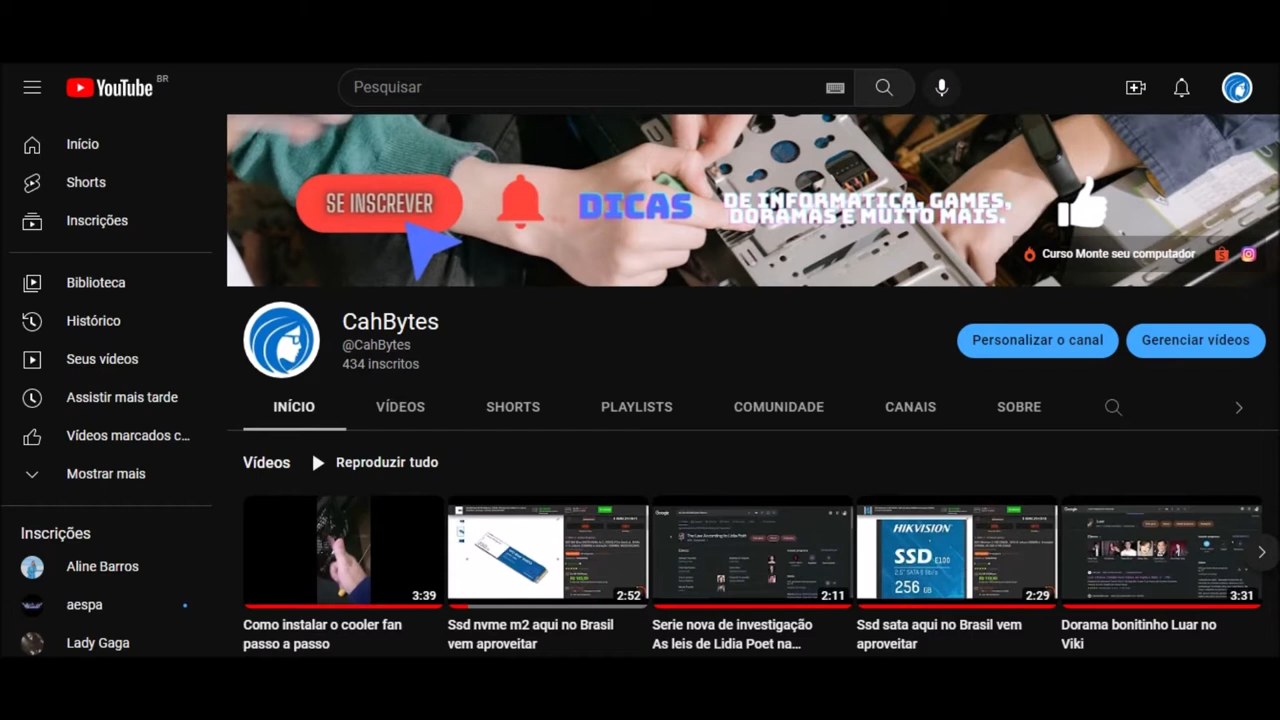 YouTube BR
Pesquisar
Início
Shorts
Inscrições
Biblioteca
Histórico
Seus vídeos
Assistir mais tarde
Vídeos marcados c...
Mostrar mais
Inscrições
Aline Barros
aespa
Lady Gaga
SE INSCREVER
DICAS
DE INFORMATICA, GAMES,
DORAMAS E MUITO MAIS.
Curso Monte seu computador
CahBytes
@CahBytes
434 inscritos
Personalizar o canal
Gerenciar vídeos
INÍCIO
VÍDEOS
SHORTS
PLAYLISTS
COMUNIDADE
CANAIS
SOBRE
Vídeos
Reproduzir tudo
3:39
Como instalar o cooler fan
passo a passo
2:52
Ssd nvme m2 aqui no Brasil
vem aproveitar
Google
2:11
Serie nova de investigação
As leis de Lidia Poet na...
HIKVISION
SSD E100
2.5" SATA
256 GB
2:29
Ssd sata aqui no Brasil vem
aproveitar
Google
3:31
Dorama bonitinho Luar no
Viki